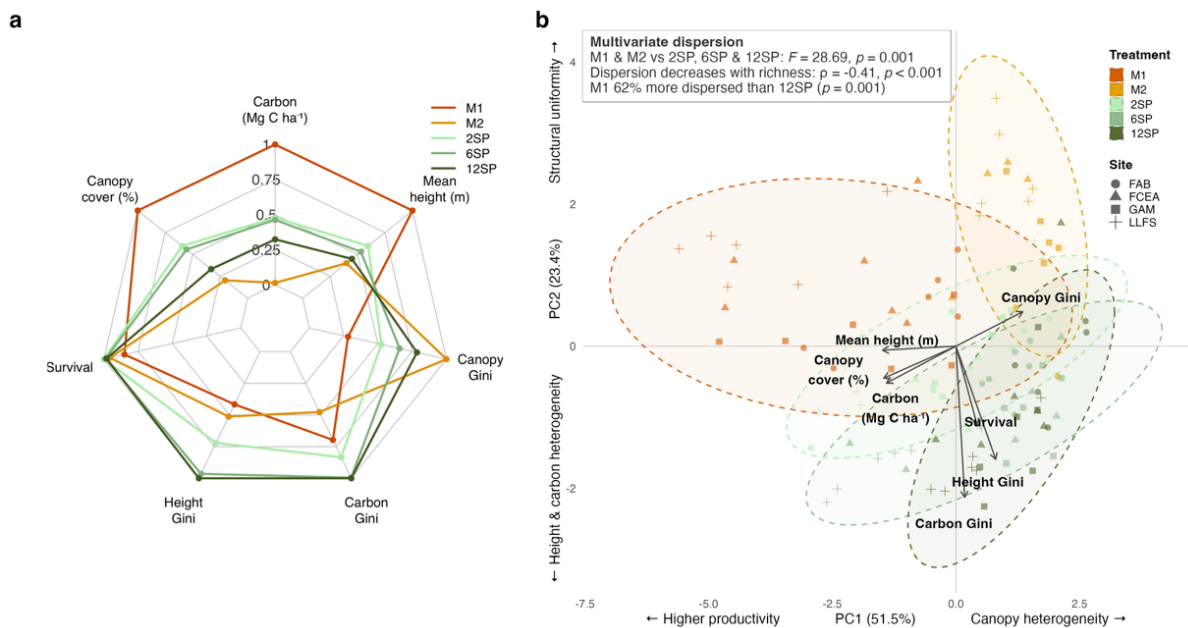 a
Carbon
(Mg C ha⁻¹)
M1
M2
2SP
6SP
12SP
1
0.75
0.5
0.25
0
Canopy
cover (%)
Mean
height (m)
Survival
Canopy
Gini
Height
Gini
Carbon
Gini
b
Multivariate dispersion
M1 & M2 vs 2SP, 6SP & 12SP: F = 28.69, p = 0.001
Dispersion decreases with richness: ρ = -0.41, p < 0.001
M1 62% more dispersed than 12SP (p = 0.001)
← Height & carbon heterogeneity
PC2 (23.4%)
Structural uniformity →
4
2
0
-2
Canopy Gini
Mean height (m)
Canopy
cover (%)
Carbon
(Mg C ha⁻¹)
Survival
Height Gini
Carbon Gini
Treatment
M1
M2
2SP
6SP
12SP
Site
FAB
FCEA
GAM
LLFS
-7.5
-5.0
-2.5
0.0
2.5
← Higher productivity
PC1 (51.5%)
Canopy heterogeneity →